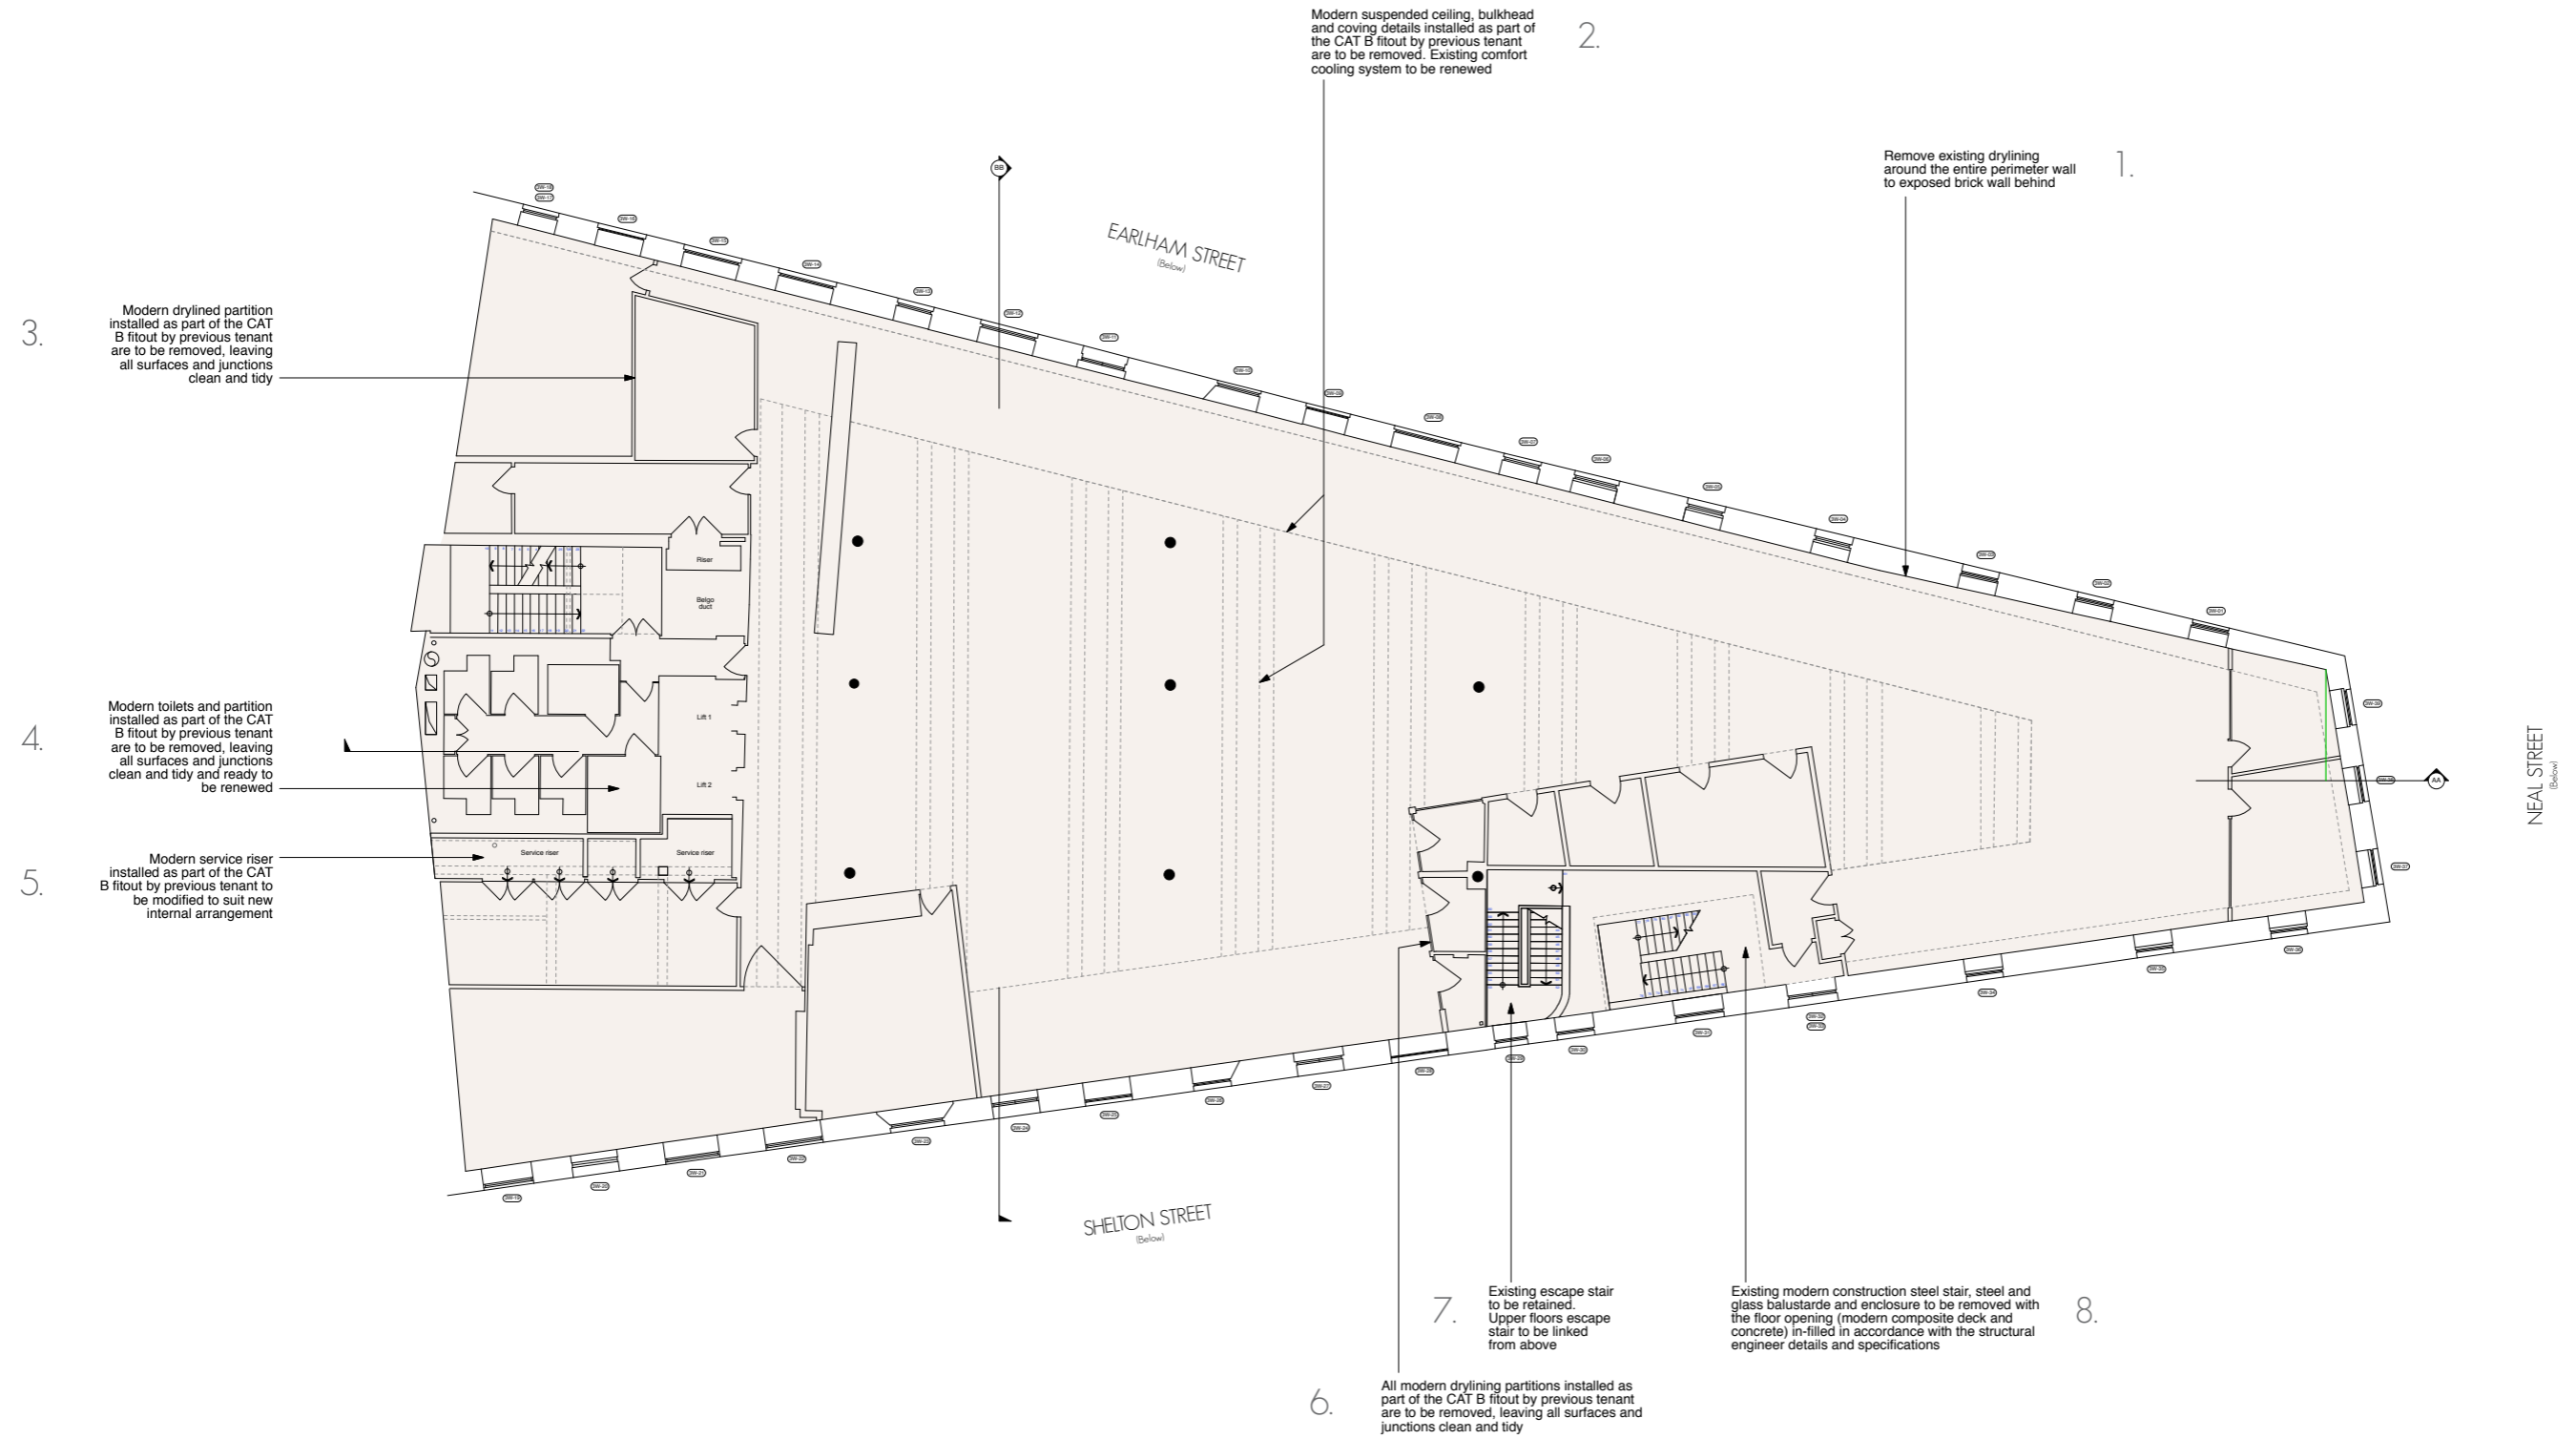 Modern suspended ceiling, bulkhead
and coving details installed as part of
the CAT B fitout by previous tenant
are to be removed. Existing comfort
cooling system to be renewed
2.
Remove existing drylining
around the entire perimeter wall
to exposed brick wall behind
1.
BB
EARLHAM STREET
(Below)
3.
Modern drylined partition
installed as part of the CAT
B fitout by previous tenant
are to be removed, leaving
all surfaces and junctions
clean and tidy
Riser
Belgo
duct
4.
Modern toilets and partition
installed as part of the CAT
B fitout by previous tenant
are to be removed, leaving
all surfaces and junctions
clean and tidy and ready to
be renewed
Lift 1
Lift 2
AA
NEAL STREET
(Below)
5.
Modern service riser
installed as part of the CAT
B fitout by previous tenant to
be modified to suit new
internal arrangement
Service riser
Service riser
SHELTON STREET
(Below)
7.
Existing escape stair
to be retained.
Upper floors escape
stair to be linked
from above
Existing modern construction steel stair, steel and
glass balustarde and enclosure to be removed with
the floor opening (modern composite deck and
concrete) in-filled in accordance with the structural
engineer details and specifications
8.
6.
All modern drylining partitions installed as
part of the CAT B fitout by previous tenant
are to be removed, leaving all surfaces and
junctions clean and tidy